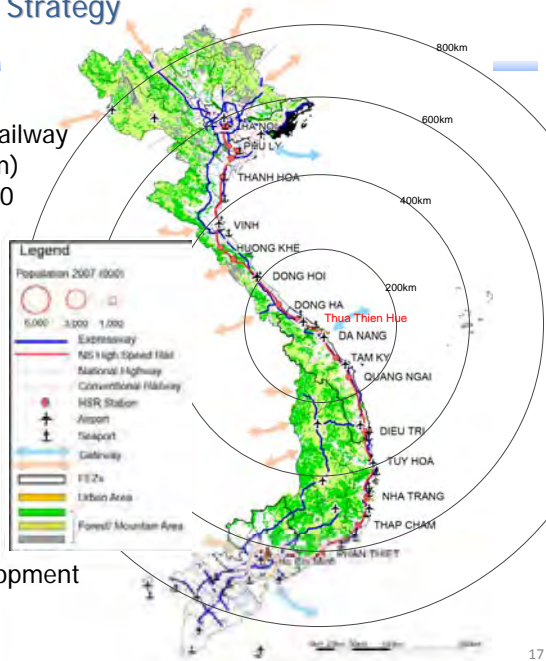 Strategy
800km
600km
HA NOI
PHU LY
ailway
m)
THANH HOA
0
400km
VINH
HUONG KHE
Legend
Population 2007 (000)
DONG HOI
200km
DONG HA
Thua Thien Hue
3,000
1,000
Expressway
DA NANG
NS High Speed Rail
TAM KY
National Highway
QUANG NGAI
Conventional Railway
HSR Station
Airport
Seaport
DIEU TRI
Gateway
TUY HOA
Urban Area
NHA TRANG
Forest/ Mountain Area
THAP CHAM
PHAN THIET
Ho Chi Minh
opment
17